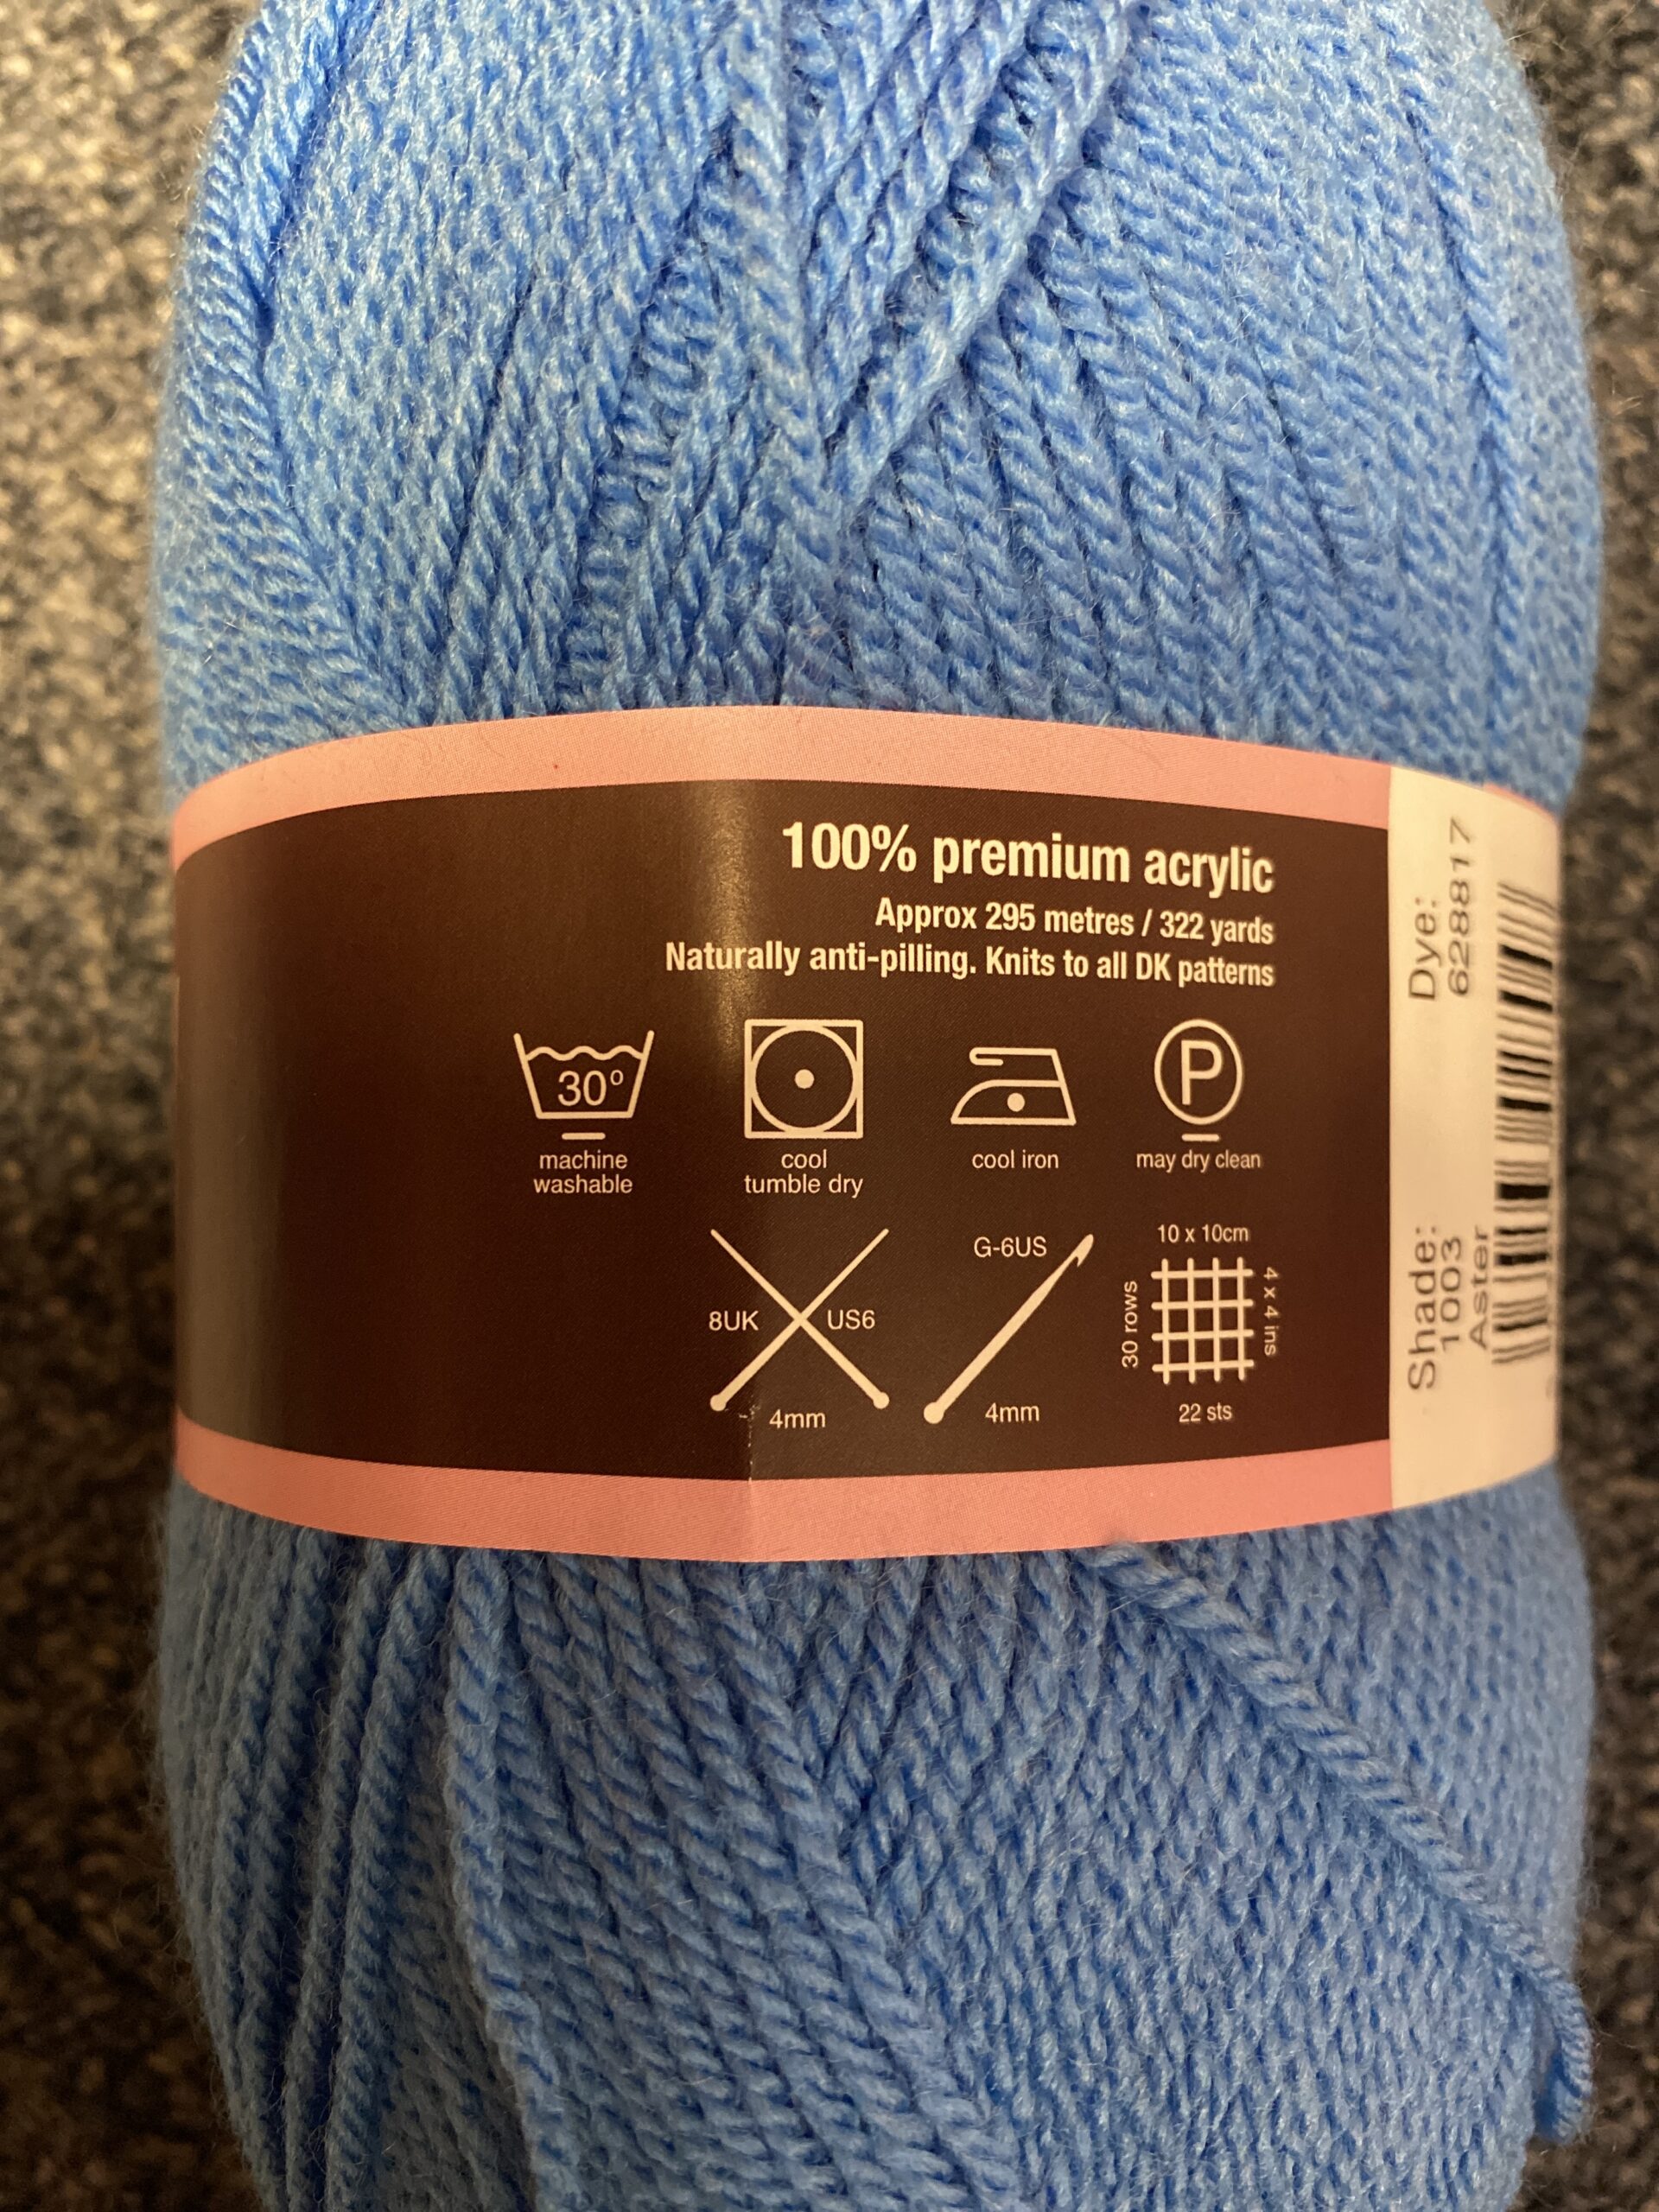 100% premium acrylic
Approx 295 metres / 322 yards
Naturally anti-pilling. Knits to all DK patterns
30º
P
machine
washable
cool
tumble dry
cool iron
may dry clean
8UK
US6
4mm
G-6US
4mm
10 x 10cm
30 rows
4 x 4 ins
22 sts
Dye:
628817
Shade:
1003
Aster